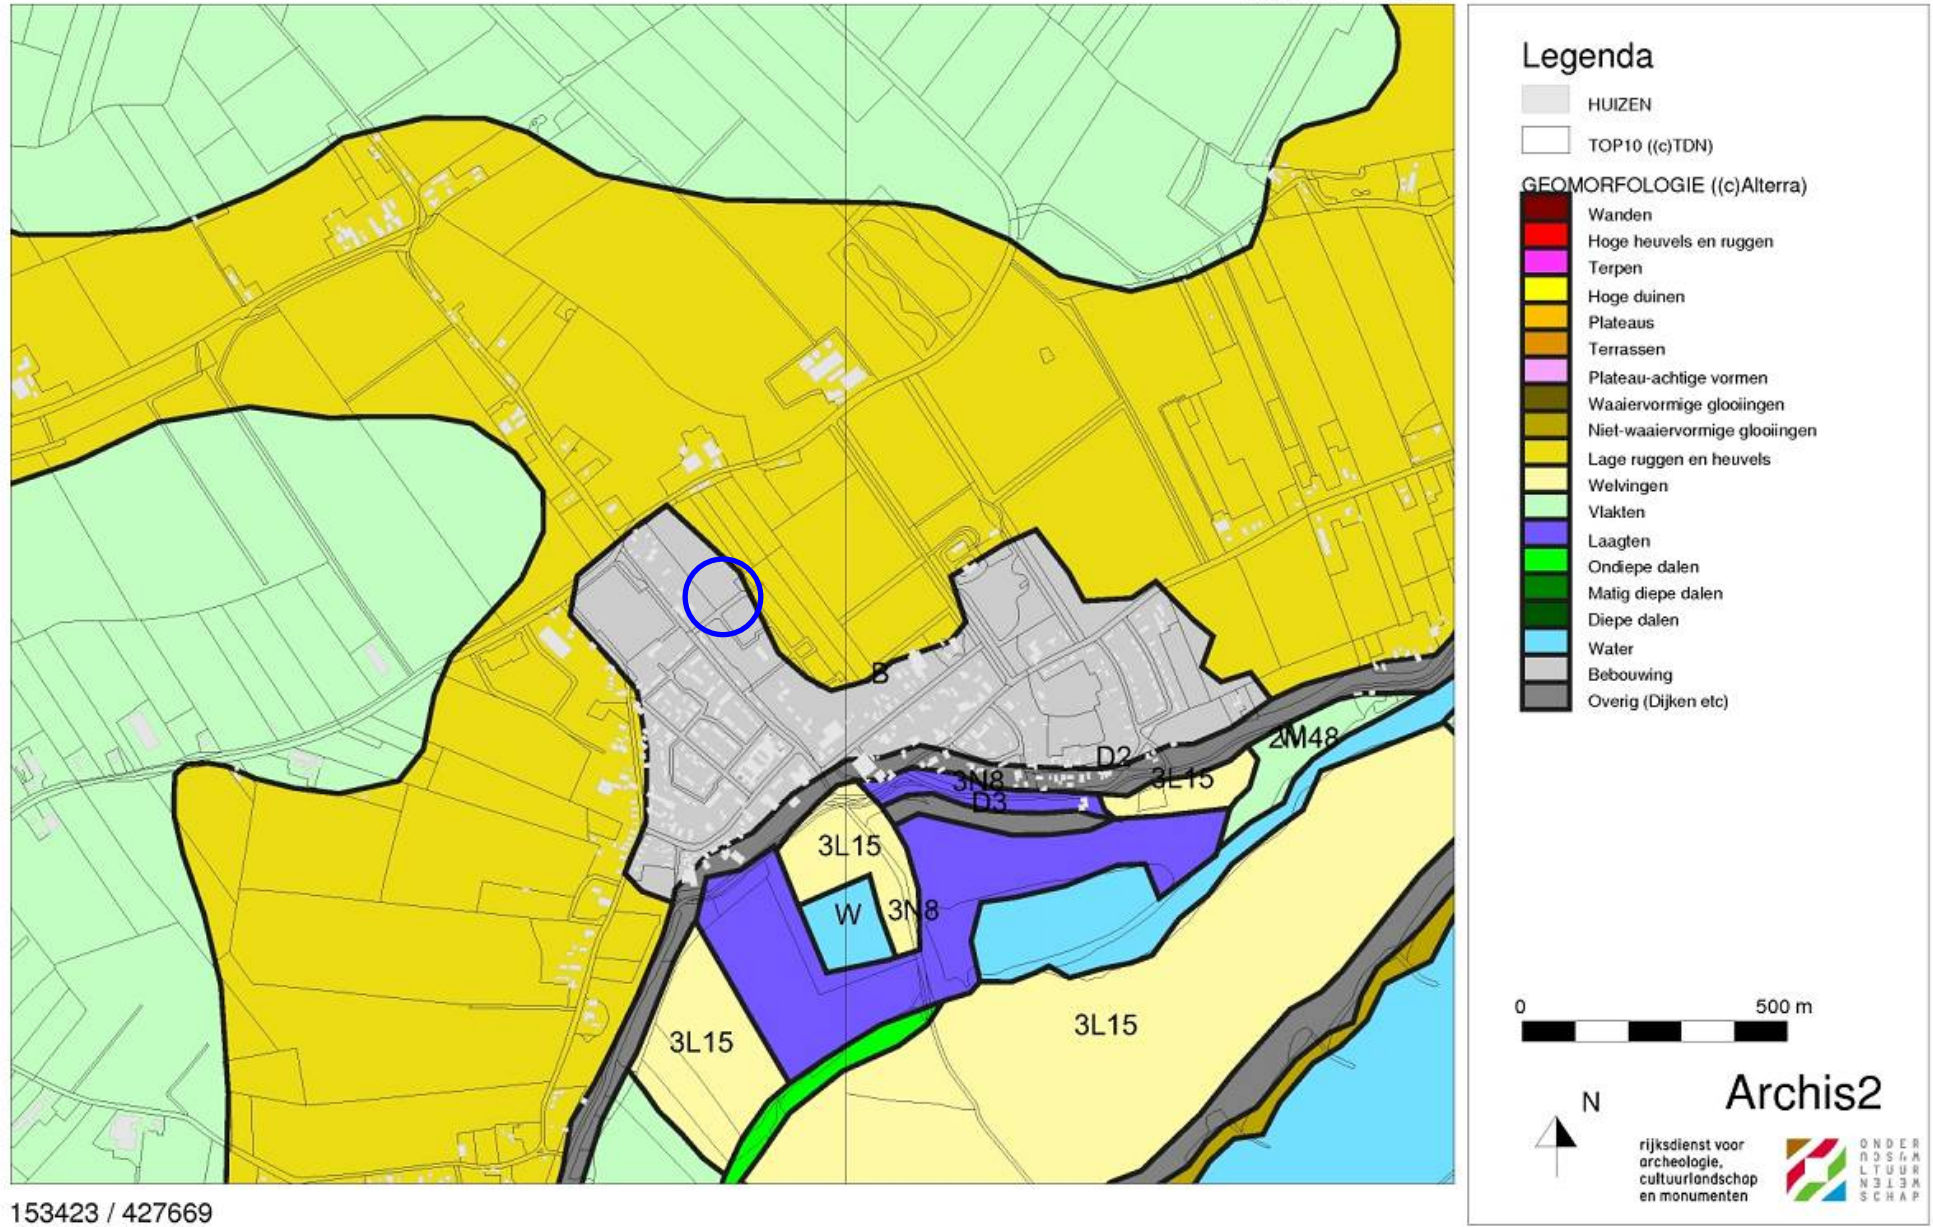 B
2M48
D2
3N8
3L15
D3
3L15
W
3N8
3L15
3L15
153423 / 427669
Legenda
HUIZEN
TOP10 ((c)TDN)
GEOMORFOLOGIE ((c)Alterra)
Wanden
Hoge heuvels en ruggen
Terpen
Hoge duinen
Plateaus
Terrassen
Plateau-achtige vormen
Waaiervormige glooiingen
Niet-waaiervormige glooiingen
Lage ruggen en heuvels
Welvingen
Vlakten
Laagten
Ondiepe dalen
Matig diepe dalen
Diepe dalen
Water
Bebouwing
Overig (Dijken etc)
0 500 m
N
Archis2
rijksdienst voor
archeologie,
cultuurlandschap
en monumenten